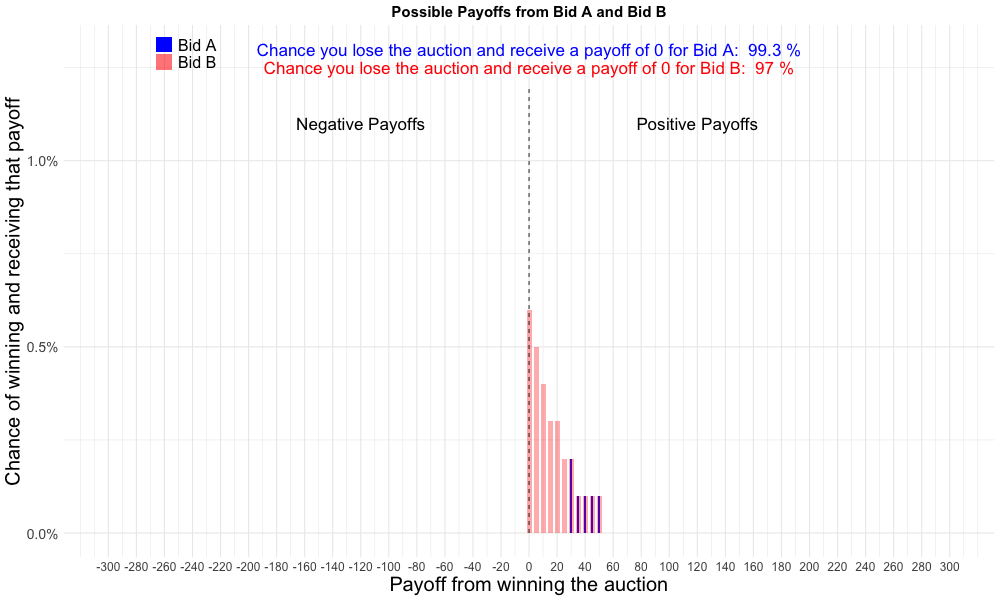 Possible Payoffs from Bid A and Bid B
Bid A
Bid B
Chance you lose the auction and receive a payoff of 0 for Bid A:  99.3 %
Chance you lose the auction and receive a payoff of 0 for Bid B:  97 %
Negative Payoffs
Positive Payoffs
Chance of winning and receiving that payoff
1.0%
0.5%
0.0%
-300 -280 -260 -240 -220 -200 -180 -160 -140 -120 -100 -80 -60 -40 -20 0 20 40 60 80 100 120 140 160 180 200 220 240 260 280 300
Payoff from winning the auction